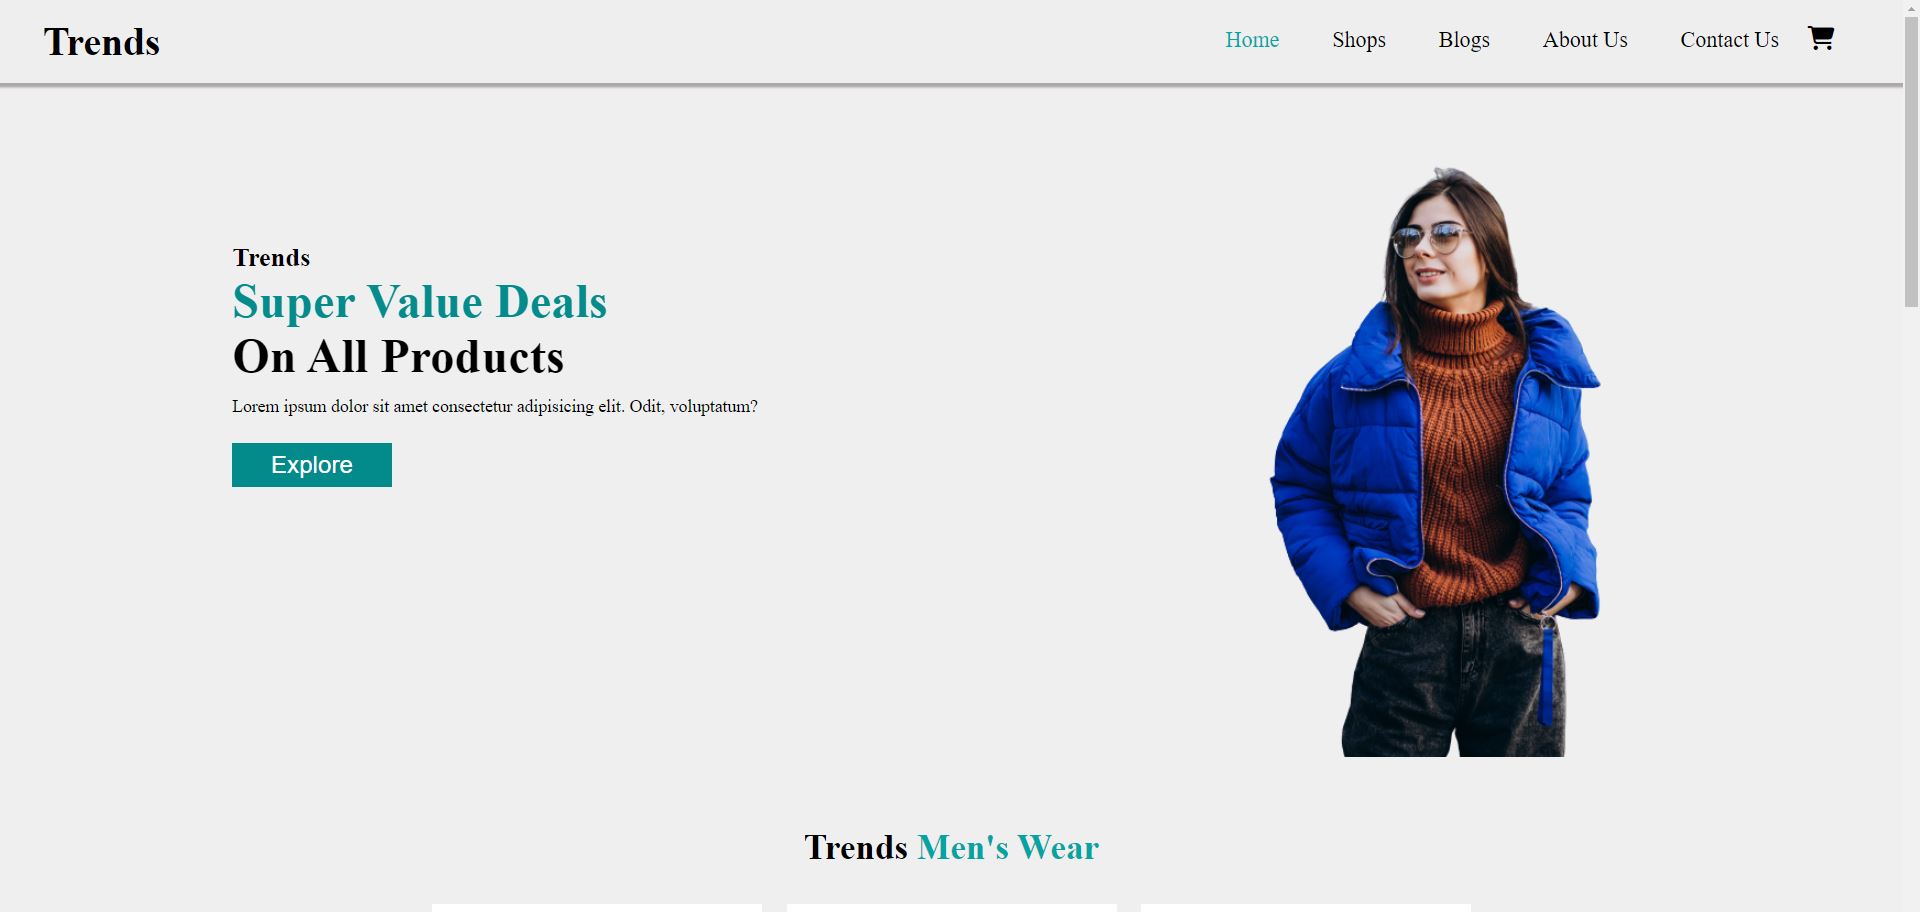 Trends
Home Shops Blogs About Us Contact Us
Trends
Super Value Deals
On All Products
Lorem ipsum dolor sit amet consectetur adipisicing elit. Odit, voluptatum?
Explore
Trends Men's Wear